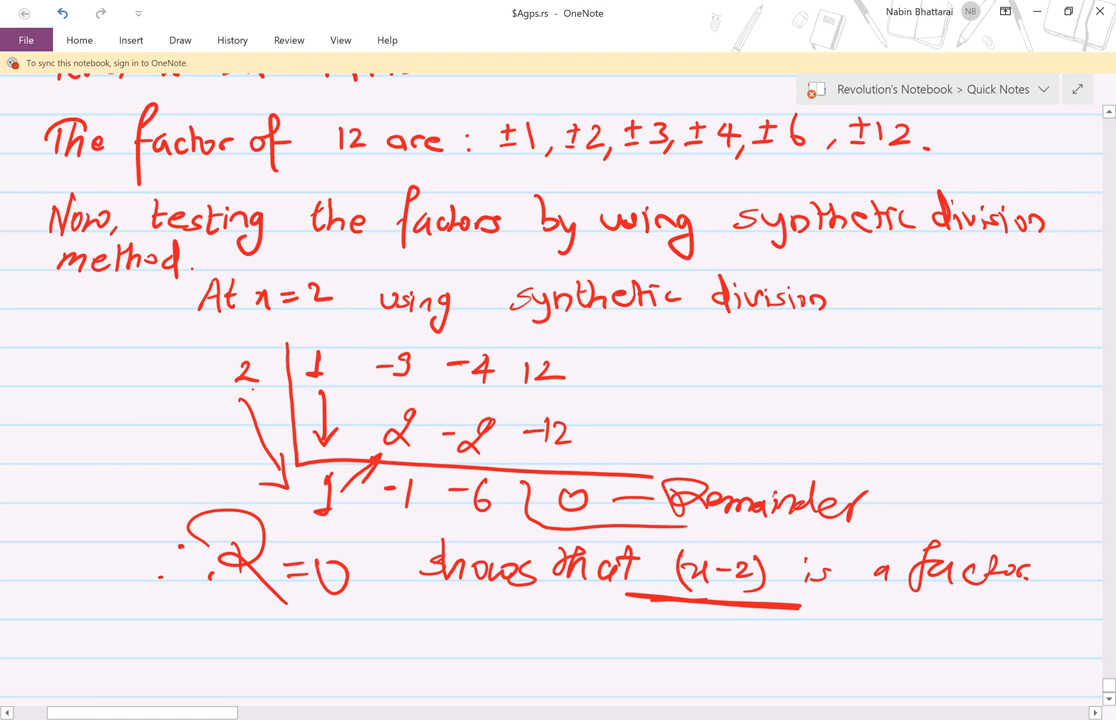 $Agps.rs - OneNote
Nabin Bhattarai NB
File Home Insert Draw History Review View Help
To sync this notebook, sign in to OneNote.
Revolution's Notebook > Quick Notes
The factor of 12 are : ±1, ±2, ±3, ±4, ±6, ±12.
Now, testing the factors by using synthetic division
method.
At x=2 using synthetic division
2 1 -3 -4 12
2 -2 -12
1 -1 -6 0 — Remainder
∴ R = 0 shows that (x-2) is a factor.